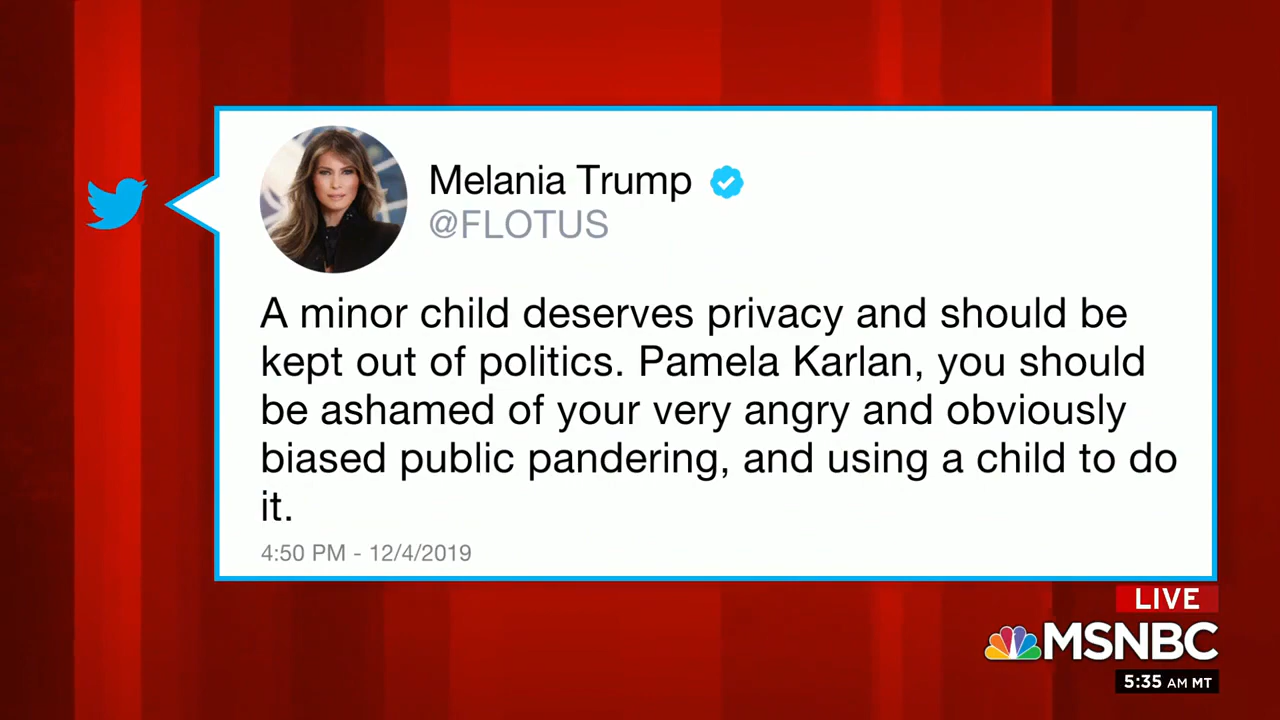 Melania Trump
@FLOTUS
A minor child deserves privacy and should be
kept out of politics. Pamela Karlan, you should
be ashamed of your very angry and obviously
biased public pandering, and using a child to do
it.
4:50 PM - 12/4/2019
LIVE
MSNBC
5:35 AM MT